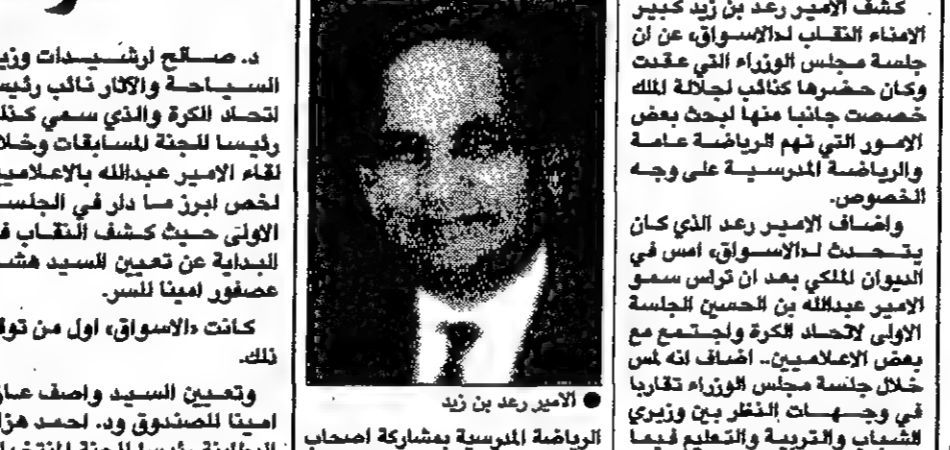 كشف الامير رعد بن زيد كبير
الامناء النقاب لـ«الاسواق» عن ان
جلسة مجلس الوزراء التي عقدت
وكان حضرها كنائب لجلالة الملك
خصصت جانبا منها لبحث بعض
الامور التي تهم الرياضة عامة
والرياضة المدرسية على وجه
الخصوص.
واضاف الامير رعد الذي كان
يتحدث لـ«الاسواق» امس في
الديوان الملكي بعد ان ترأس سمو
الامير عبدالله بن الحسين الجلسة
الاولى لاتحاد الكرة واجتمع مع
بعض الاعلاميين.. اضاف انه لمس
خلال جلسة مجلس الوزراء تقاربا
في وجهات النظر بين وزيري
الشباب والتربية والتعليم فيما
● الامير رعد بن زيد
الرياضة المدرسية بمشاركة اصحاب
د. صالح ارشيدات وزير
السياحة والآثار نائب رئيس
اتحاد الكرة والذي سمي كذلك
رئيسا للجنة المسابقات وخلال
لقاء الامير عبدالله بالاعلاميين
لخص ابرز ما دار في الجلسة
الاولى حيث كشف النقاب في
البداية عن تعيين السيد هشام
عصفور امينا للسر.
كانت «الاسواق» اول من
ذلك.
وتعيين السيد واصف
امينا للصندوق ود. احمد
رئيسا للجنة